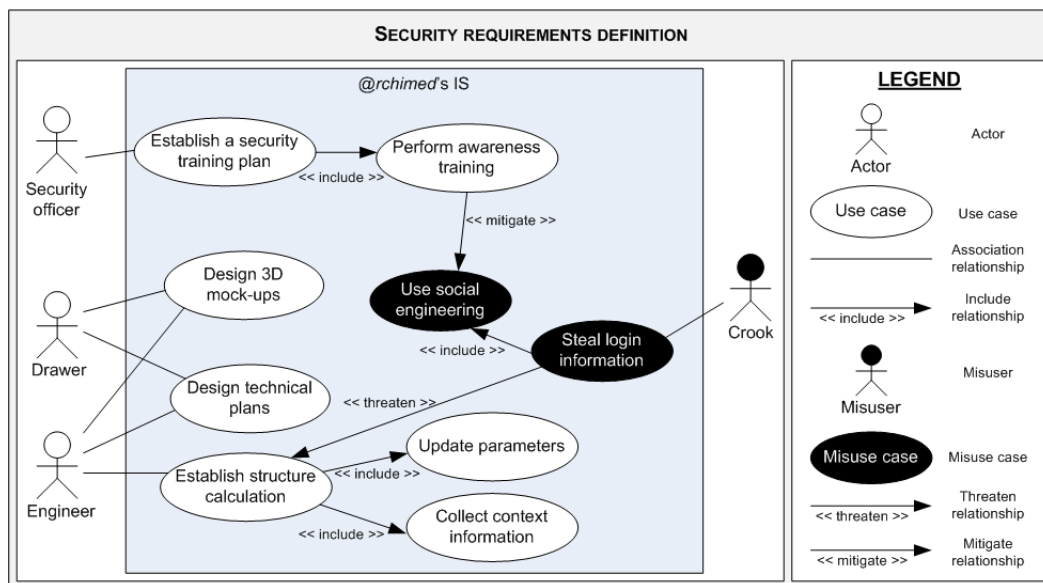 SECURITY REQUIREMENTS DEFINITION
@rchimed's IS
Security
officer
Establish a security
training plan
<< include >>
Perform awareness
training
<< mitigate >>
Design 3D
mock-ups
Use social
engineering
Drawer
<< include >>
Steal login
information
Crook
Design technical
plans
<< threaten >>
Update parameters
Engineer
Establish structure
calculation
<< include >>
<< include >>
Collect context
information
LEGEND
Actor
Actor
Use case
Use case
Association
relationship
<< include >>
Include
relationship
Misuser
Misuser
Misuse case
Misuse case
<< threaten >>
Threaten
relationship
<< mitigate >>
Mitigate
relationship